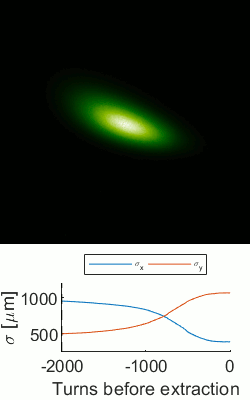 σx σy
1000
500
σ [μm]
-2000 -1000 0
Turns before extraction